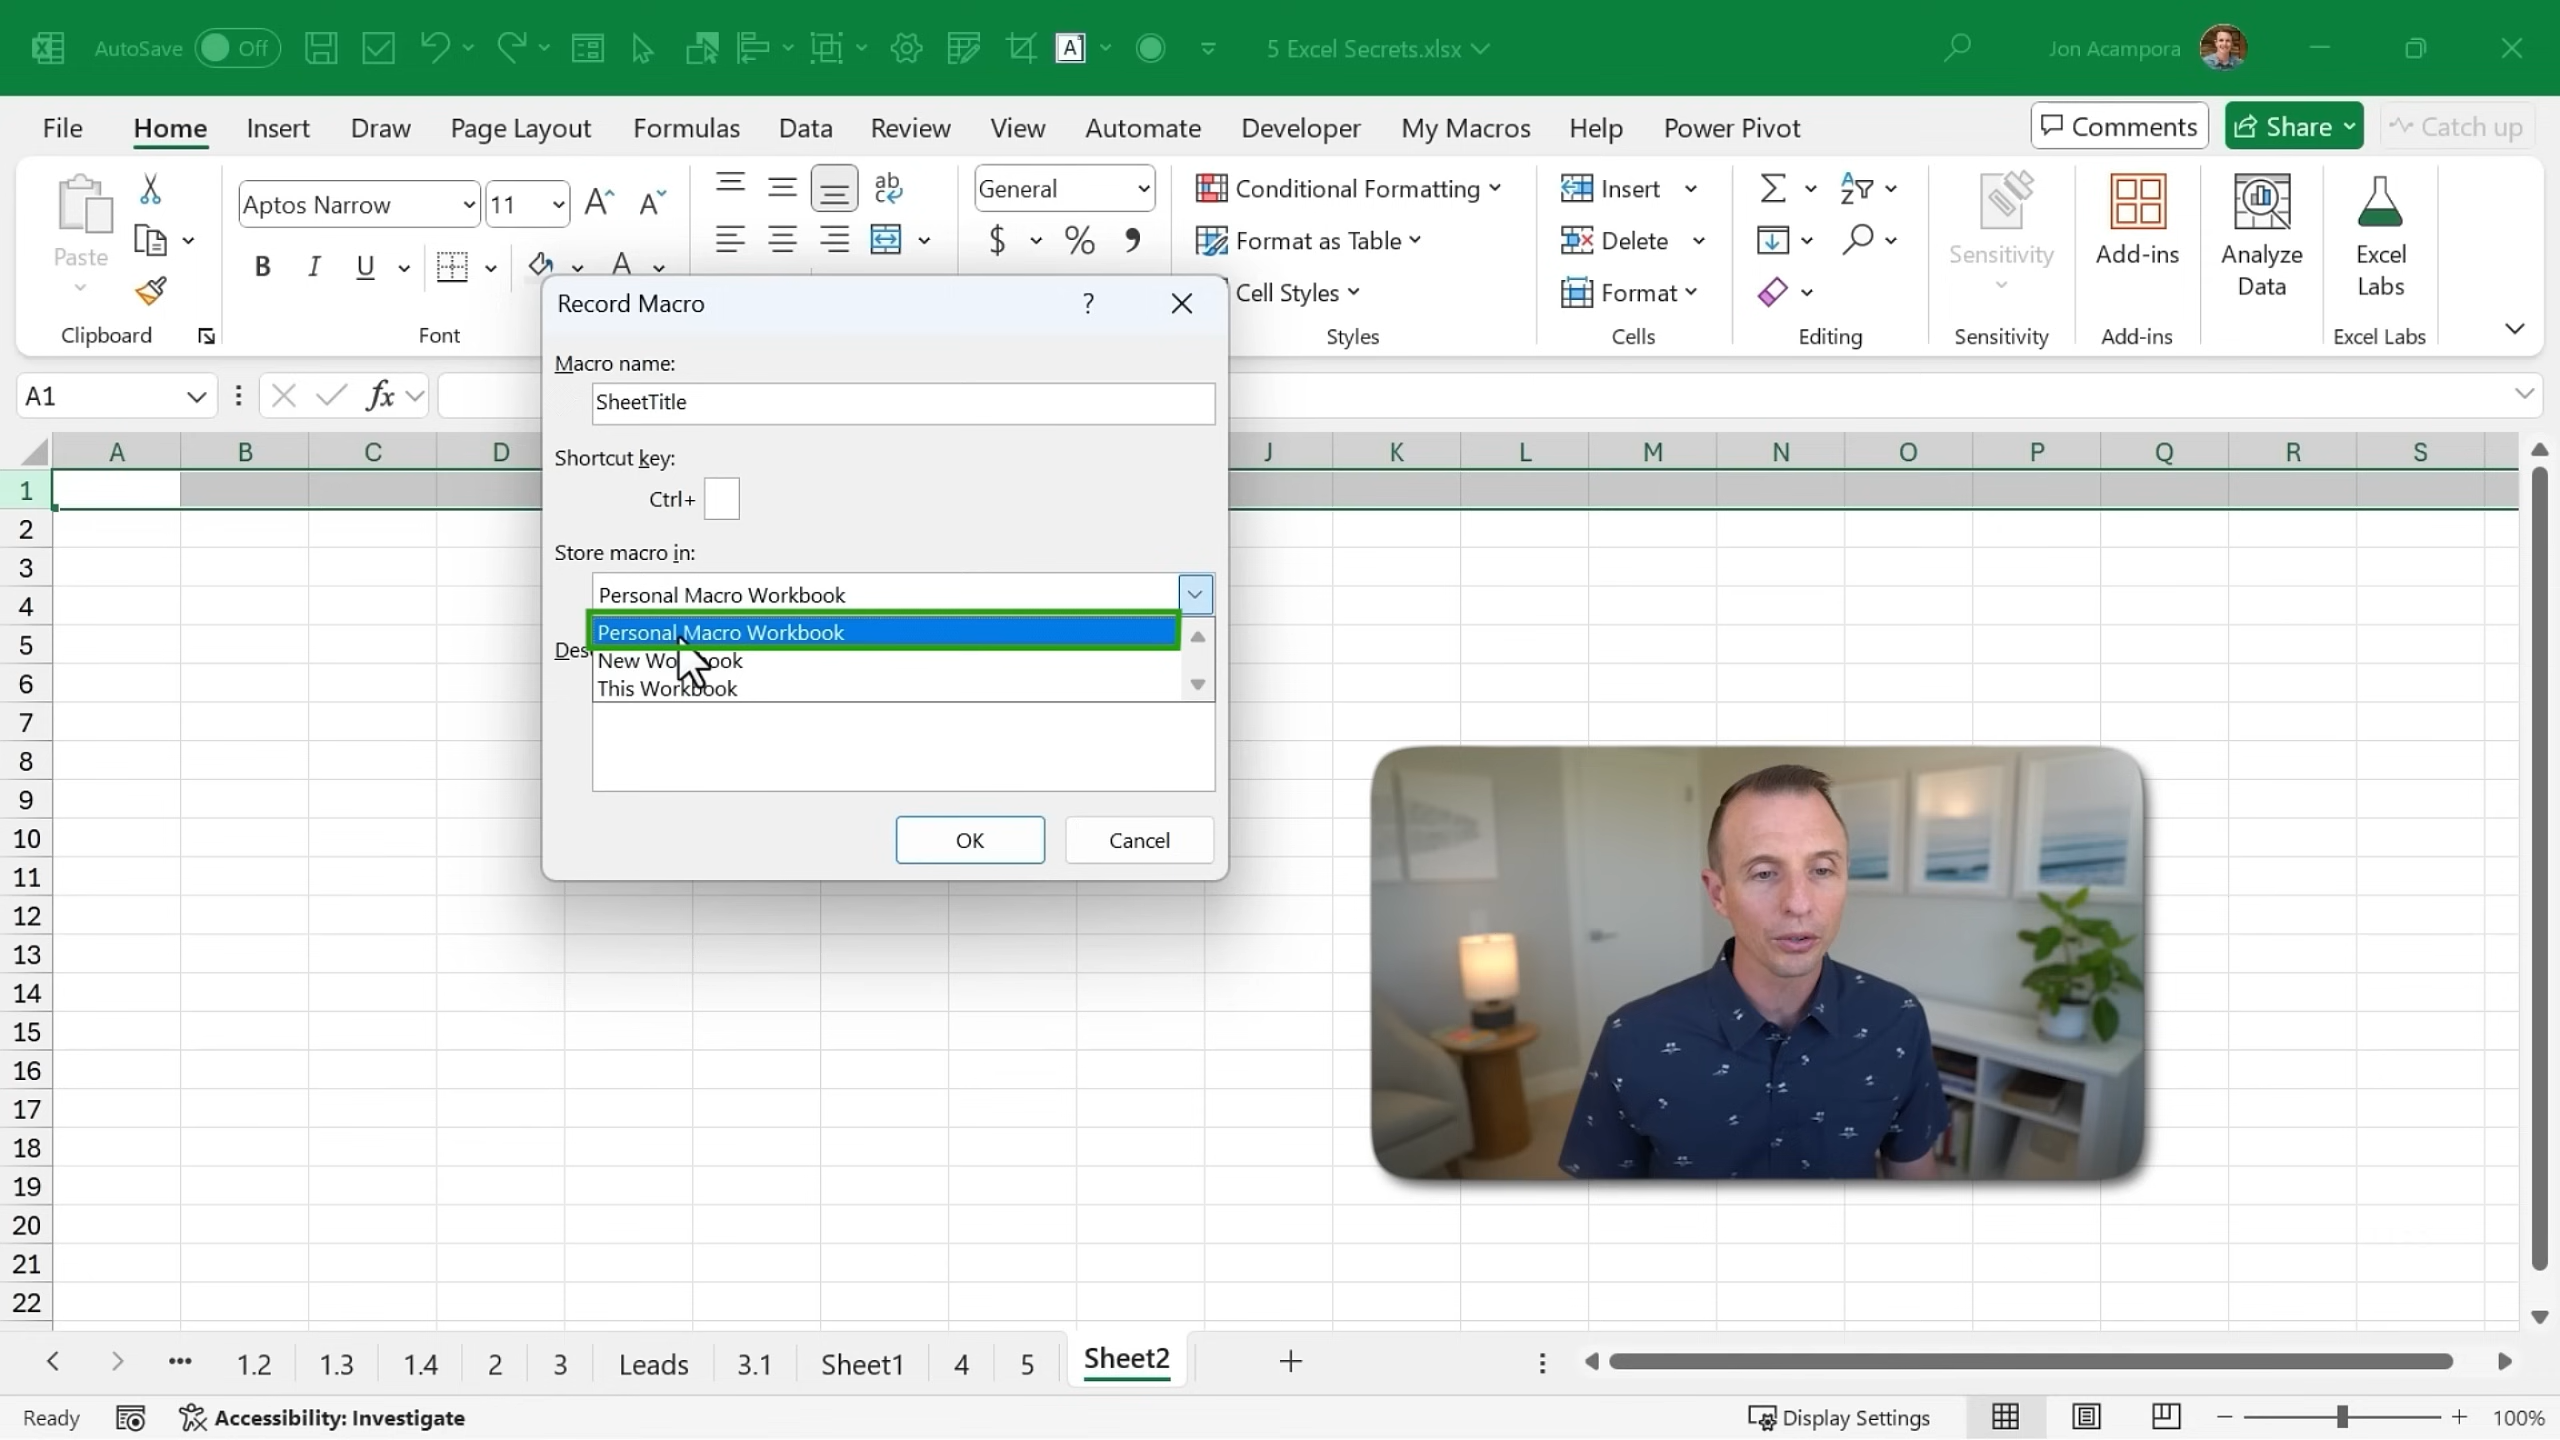 AutoSave Off 5 Excel Secrets.xlsx Jon Acampora
File Home Insert Draw Page Layout Formulas Data Review View Automate Developer My Macros Help Power Pivot Comments Share Catch up
Paste
Clipboard
Aptos Narrow 11
B I U A
Font
ab
General
$ % 9
Conditional Formatting
Format as Table
Cell Styles
Styles
Insert
Delete
Format
Cells
Editing
Sensitivity
Sensitivity
Add-ins
Add-ins
Analyze
Data
Excel
Labs
Excel Labs
A1 fx
Record Macro ?
Macro name:
SheetTitle
Shortcut key:
Ctrl+
Store macro in:
Personal Macro Workbook
Personal Macro Workbook
New Workbook
This Workbook
Des
OK Cancel
A B C D J K L M N O P Q R S
1
2
3
4
5
6
7
8
9
10
11
12
13
14
15
16
17
18
19
20
21
22
1.2 1.3 1.4 2 3 Leads 3.1 Sheet1 4 5 Sheet2
Ready Accessibility: Investigate Display Settings 100%